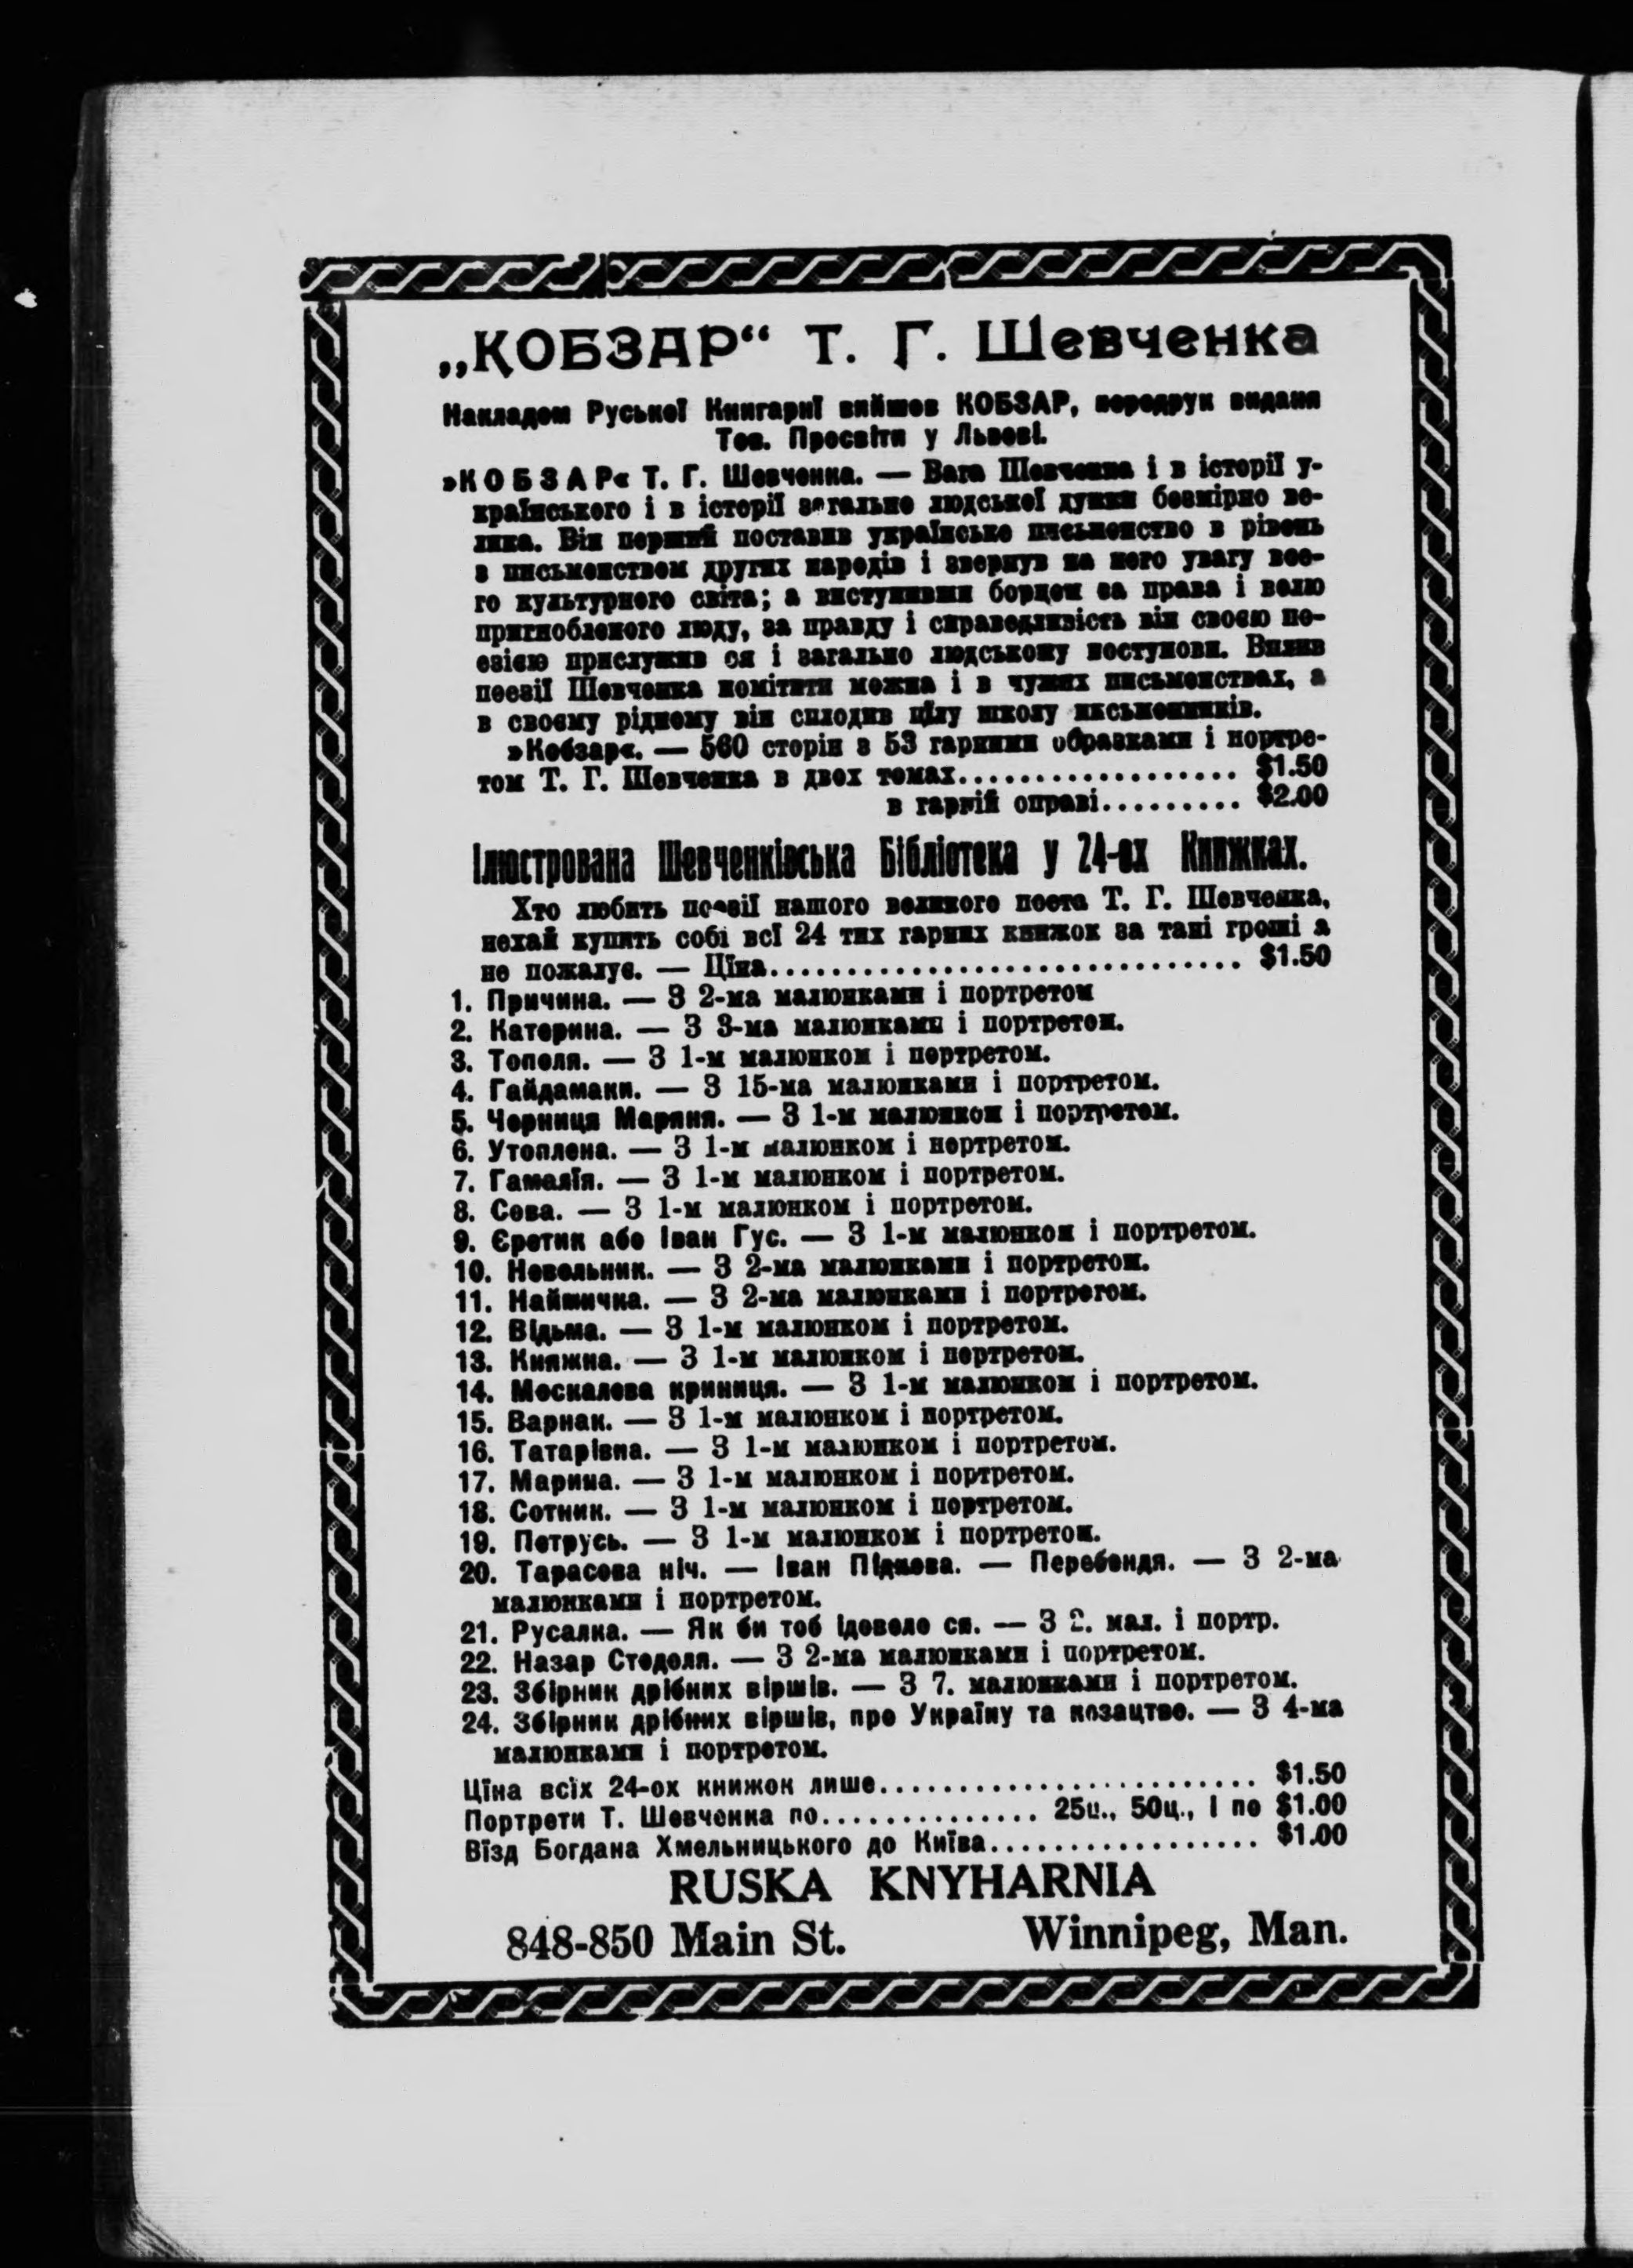 „КОБЗАР“ Т. Г. Шевченка
Накладом Руської Книгарнї вийшов КОБЗАР, передрук виданя
Тов. Просвіти у Львові.
»КОБЗАР« Т. Г. Шевченка. — Вага Шевченка і в історії у-
країнського і в історії загально людської думки безмірно ве-
лика. Він перший поставив українське письменство в рівень
з письменством других народів і звернув на него увагу все-
го культурного світа; а виступивши борцем за права і волю
пригнобленого люду, за правду і справедливість він своєю по-
езією прислужив ся і загально людському поступови. Вплив
поезії Шевченка помітити можна і в чужих письменствах, а
в своєму рідному він сплодив цїлу школу письменників.
»Кобзар«. — 560 сторін з 53 гарними образками і портре-
том Т. Г. Шевченка в двох томах.................. $1.50
в гарній оправі......... $2.00
Ілюстрована Шевченківська Бібліотека у 24-ох Книжках.
Хто любить поезії нашого великого поета Т. Г. Шевченка,
нехай купить собі всї 24 тих гарних книжок за тані гроші а
не пожалує. — Цїна.............................. $1.50
1. Причина. — З 2-ма малюнками і портретом
2. Катерина. — З 3-ма малюнками і портретом.
3. Тополя. — З 1-м малюнком і портретом.
4. Гайдамаки. — З 15-ма малюнками і портретом.
5. Черниця Маряня. — З 1-м малюнком і портретом.
6. Утоплена. — З 1-м малюнком і портретом.
7. Гамалїя. — З 1-м малюнком і портретом.
8. Сова. — З 1-м малюнком і портретом.
9. Єретик або Іван Гус. — З 1-м малюнком і портретом.
10. Невольник. — З 2-ма малюнками і портретом.
11. Наймичка. — З 2-ма малюнками і портретом.
12. Відьма. — З 1-м малюнком і портретом.
13. Княжна. — З 1-м малюнком і портретом.
14. Москалева криниця. — З 1-м малюнком і портретом.
15. Варнак. — З 1-м малюнком і портретом.
16. Татарівна. — З 1-м малюнком і портретом.
17. Марина. — З 1-м малюнком і портретом.
18. Сотник. — З 1-м малюнком і портретом.
19. Петрусь. — З 1-м малюнком і портретом.
20. Тарасова ніч. — Іван Підкова. — Перебендя. — З 2-ма
малюнками і портретом.
21. Русалка. — Як би тоб ідовело ся. — З 2. мал. і портр.
22. Назар Стодоля. — З 2-ма малюнками і портретом.
23. Збірник дрібних віршів. — З 7. малюнками і портретом.
24. Збірник дрібних віршів, про Україну та козацтво. — З 4-ма
малюнками і портретом.
Цїна всїх 24-ох книжок лише........................ $1.50
Портрети Т. Шевченка по.............. 25ц., 50ц., і по $1.00
Візд Богдана Хмельницького до Київа................. $1.00
RUSKA KNYHARNIA
848-850 Main St. Winnipeg, Man.